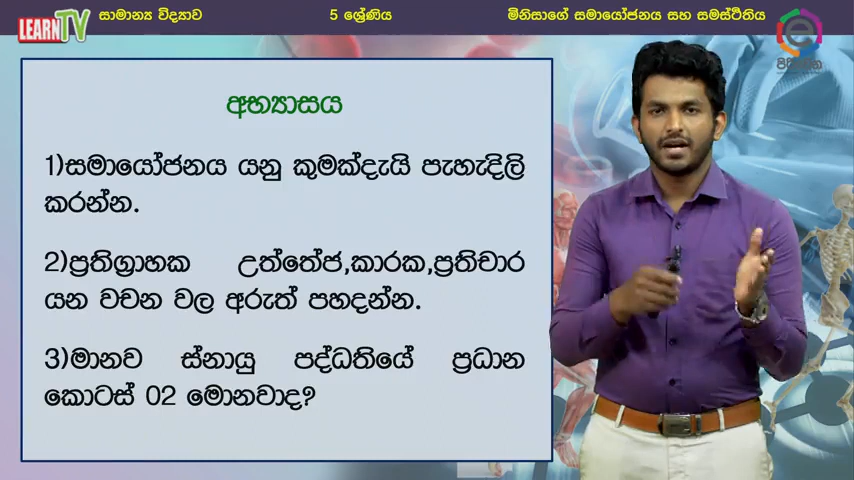 LEARN TV
සාමාන්‍ය විද්‍යාව
5 ශ්‍රේණිය
මිනිසාගේ සමායෝජනය සහ සමස්ථිතිය
අභ්‍යාසය
1)සමායෝජනය යනු කුමක්දැයි පැහැදිලි
කරන්න.
2)ප්‍රතිග්‍රාහක උත්තේජ,කාරක,ප්‍රතිචාර
යන වචන වල අරුත් පහදන්න.
3)මානව ස්නායු පද්ධතියේ ප්‍රධාන
කොටස් 02 මොනවාද?